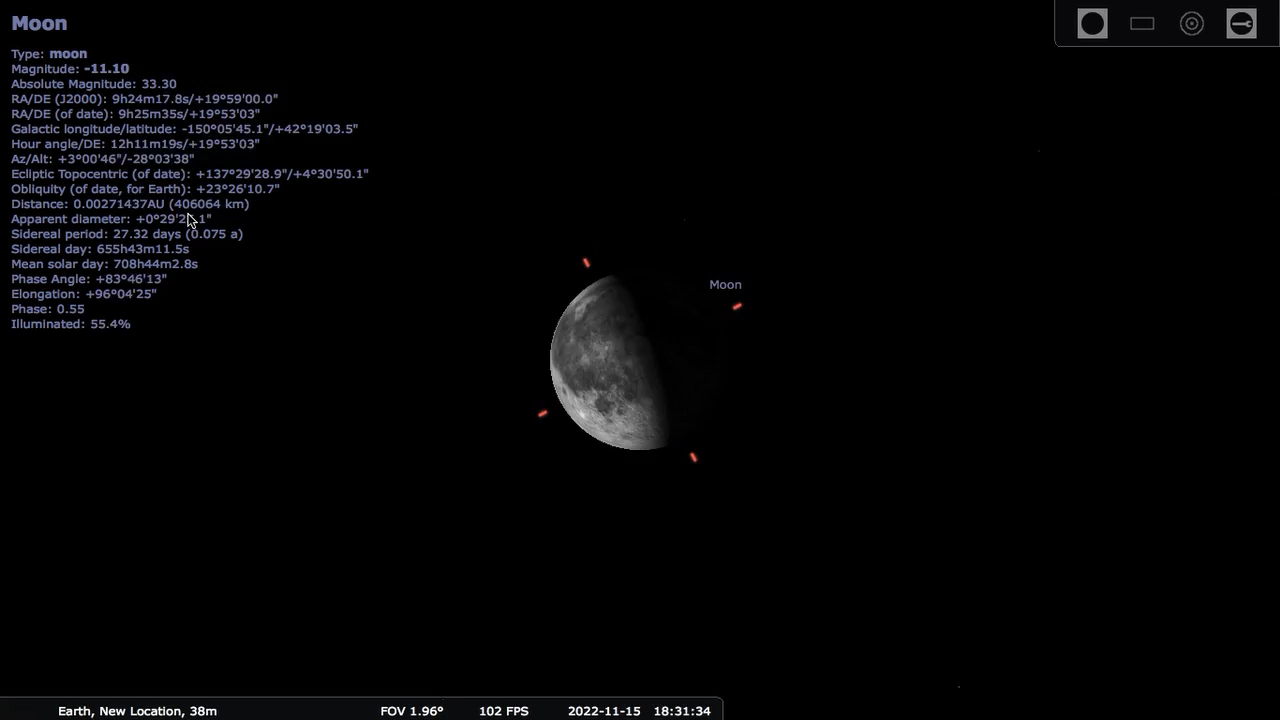 Moon
Type: moon
Magnitude: -11.10
Absolute Magnitude: 33.30
RA/DE (J2000): 9h24m17.8s/+19°59'00.0"
RA/DE (of date): 9h25m35s/+19°53'03"
Galactic longitude/latitude: -150°05'45.1"/+42°19'03.5"
Hour angle/DE: 12h11m19s/+19°53'03"
Az/Alt: +3°00'46"/-28°03'38"
Ecliptic Topocentric (of date): +137°29'28.9"/+4°30'50.1"
Obliquity (of date, for Earth): +23°26'10.7"
Distance: 0.00271437AU (406064 km)
Apparent diameter:
Sidereal period: 27.32 days (0.075 a)
Sidereal day: 655h43m11.5s
Mean solar day: 708h44m2.8s
Phase Angle: +83°46'13"
Elongation: +96°04'25"
Phase: 0.55
Illuminated: 55.4%
Moon
Earth, New Location, 38m FOV 1.96° 102 FPS 2022-11-15 18:31:34